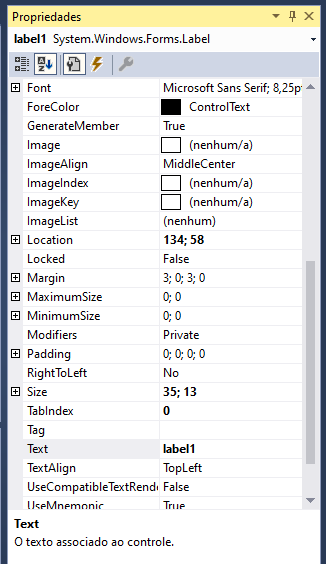 Propriedades
label1 System.Windows.Forms.Label
Font Microsoft Sans Serif; 8,25pt
ForeColor ControlText
GenerateMember True
Image (nenhum/a)
ImageAlign MiddleCenter
ImageIndex (nenhum/a)
ImageKey (nenhum/a)
ImageList (nenhum)
Location 134; 58
Locked False
Margin 3; 0; 3; 0
MaximumSize 0; 0
MinimumSize 0; 0
Modifiers Private
Padding 0; 0; 0; 0
RightToLeft No
Size 35; 13
TabIndex 0
Tag
Text label1
TextAlign TopLeft
UseCompatibleTextRende False
UseMnemonic True
Text
O texto associado ao controle.